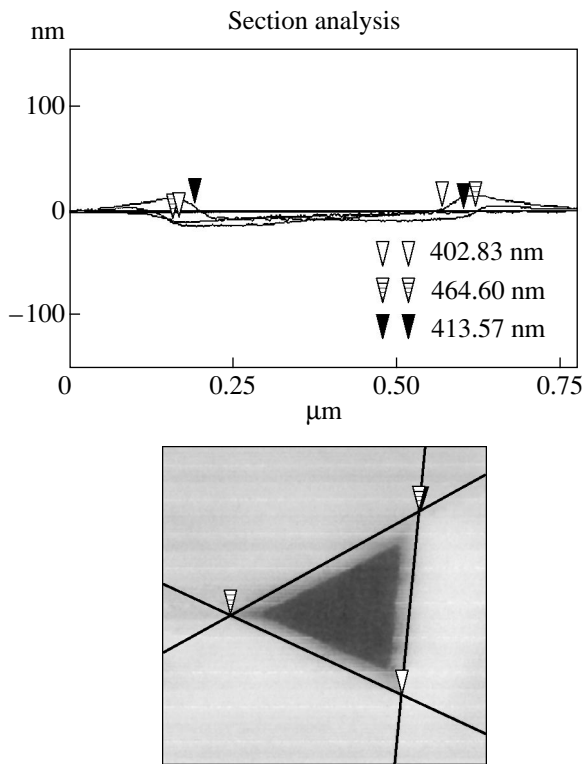 Section analysis
nm
100
0
−100
402.83 nm
464.60 nm
413.57 nm
0 0.25 0.50 0.75
μm